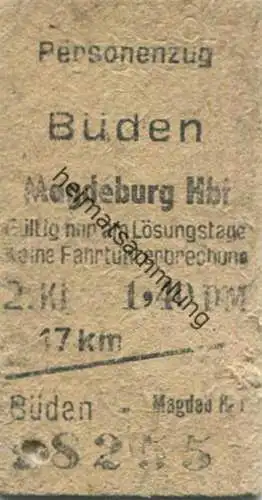 Personenzug
Büden
Magdeburg Hbf
Gültig nur am Lösungstage
Keine Fahrtunterbrechung
2. Kl 1,40 DM
17 km
Büden - Magdeb Hbf
heimatsammlung